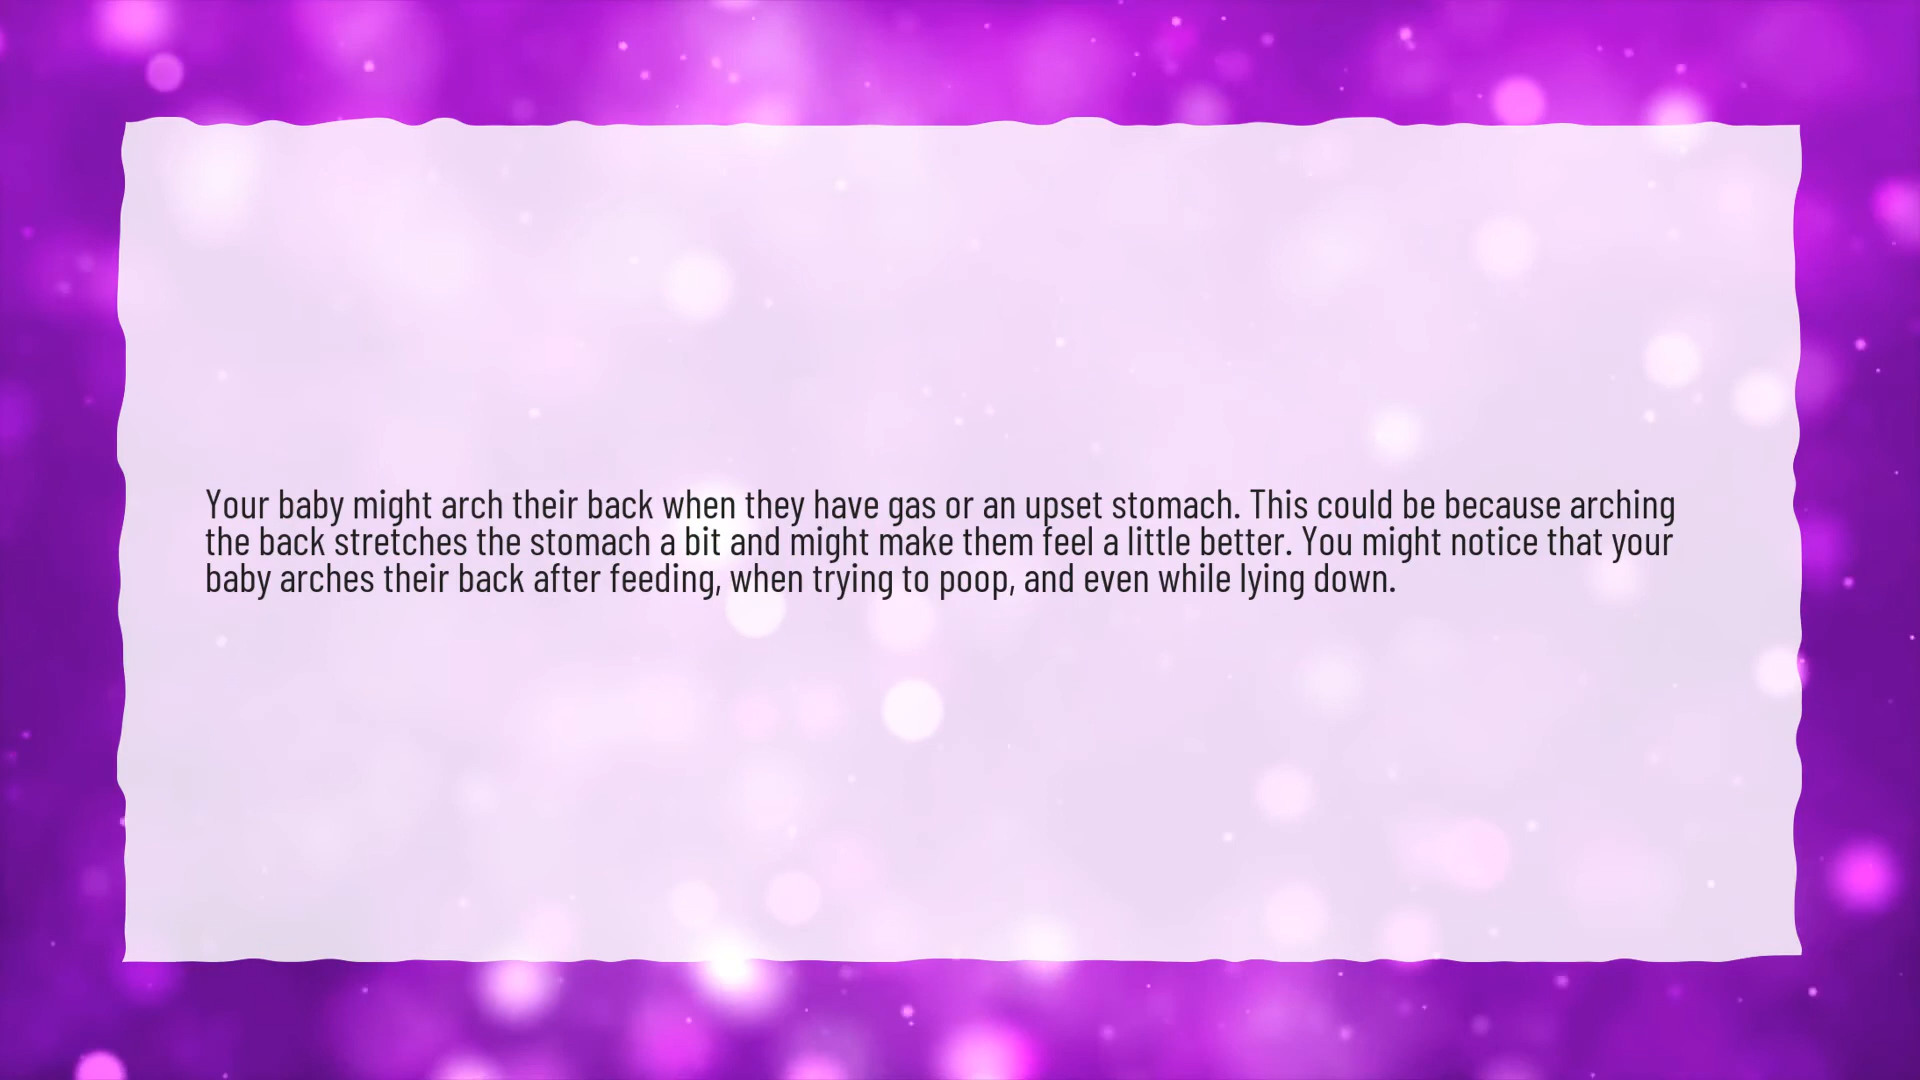 Your baby might arch their back when they have gas or an upset stomach. This could be because arching
the back stretches the stomach a bit and might make them feel a little better. You might notice that your
baby arches their back after feeding, when trying to poop, and even while lying down.